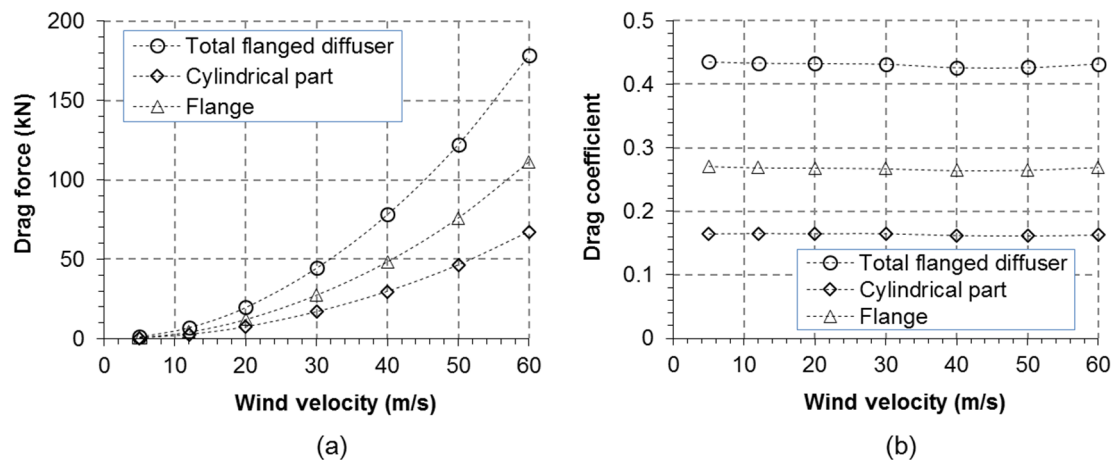 200
150
100
50
0
0 10 20 30 40 50 60
Drag force (kN)
Wind velocity (m/s)
Total flanged diffuser
Cylindrical part
Flange
(a)
0.5
0.4
0.3
0.2
0.1
0
0 10 20 30 40 50 60
Drag coefficient
Wind velocity (m/s)
Total flanged diffuser
Cylindrical part
Flange
(b)